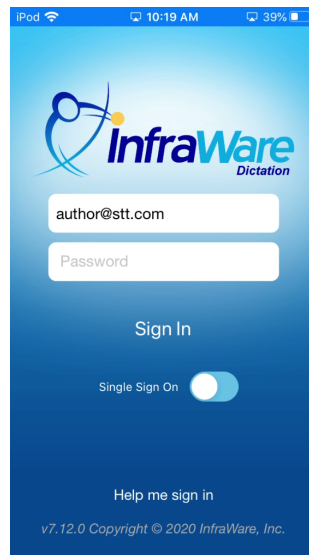 iPod 10:19 AM 39%
InfraWare
Dictation
author@stt.com
Password
Sign In
Single Sign On
Help me sign in
v7.12.0 Copyright © 2020 InfraWare, Inc.